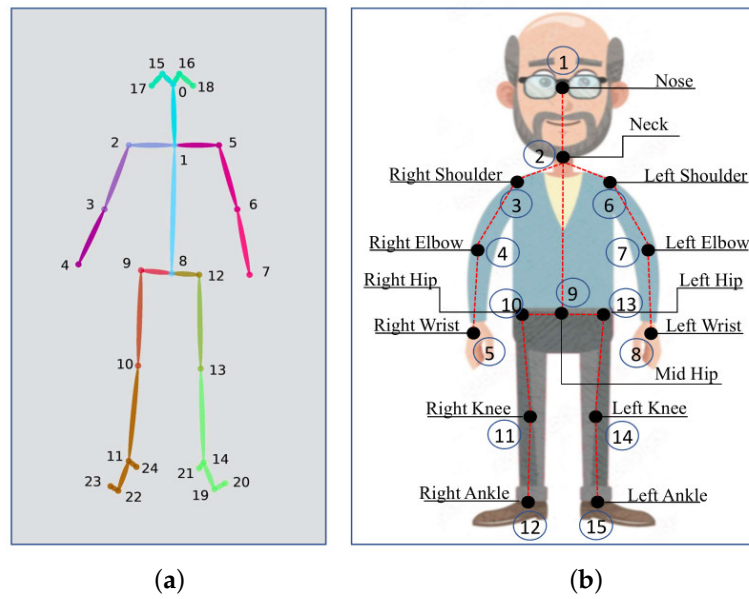 15 16
17 0 18
2 5
1
3 6
4 7
9 8 12
10 13
11 24 14
21
23 22 19 20
(a)
1
Nose
Neck
2
Right Shoulder Left Shoulder
3 6
Right Elbow Left Elbow
4 7
Right Hip Left Hip
10 9 13
Right Wrist Left Wrist
5 8
Mid Hip
Right Knee Left Knee
11 14
Right Ankle Left Ankle
12 15
(b)